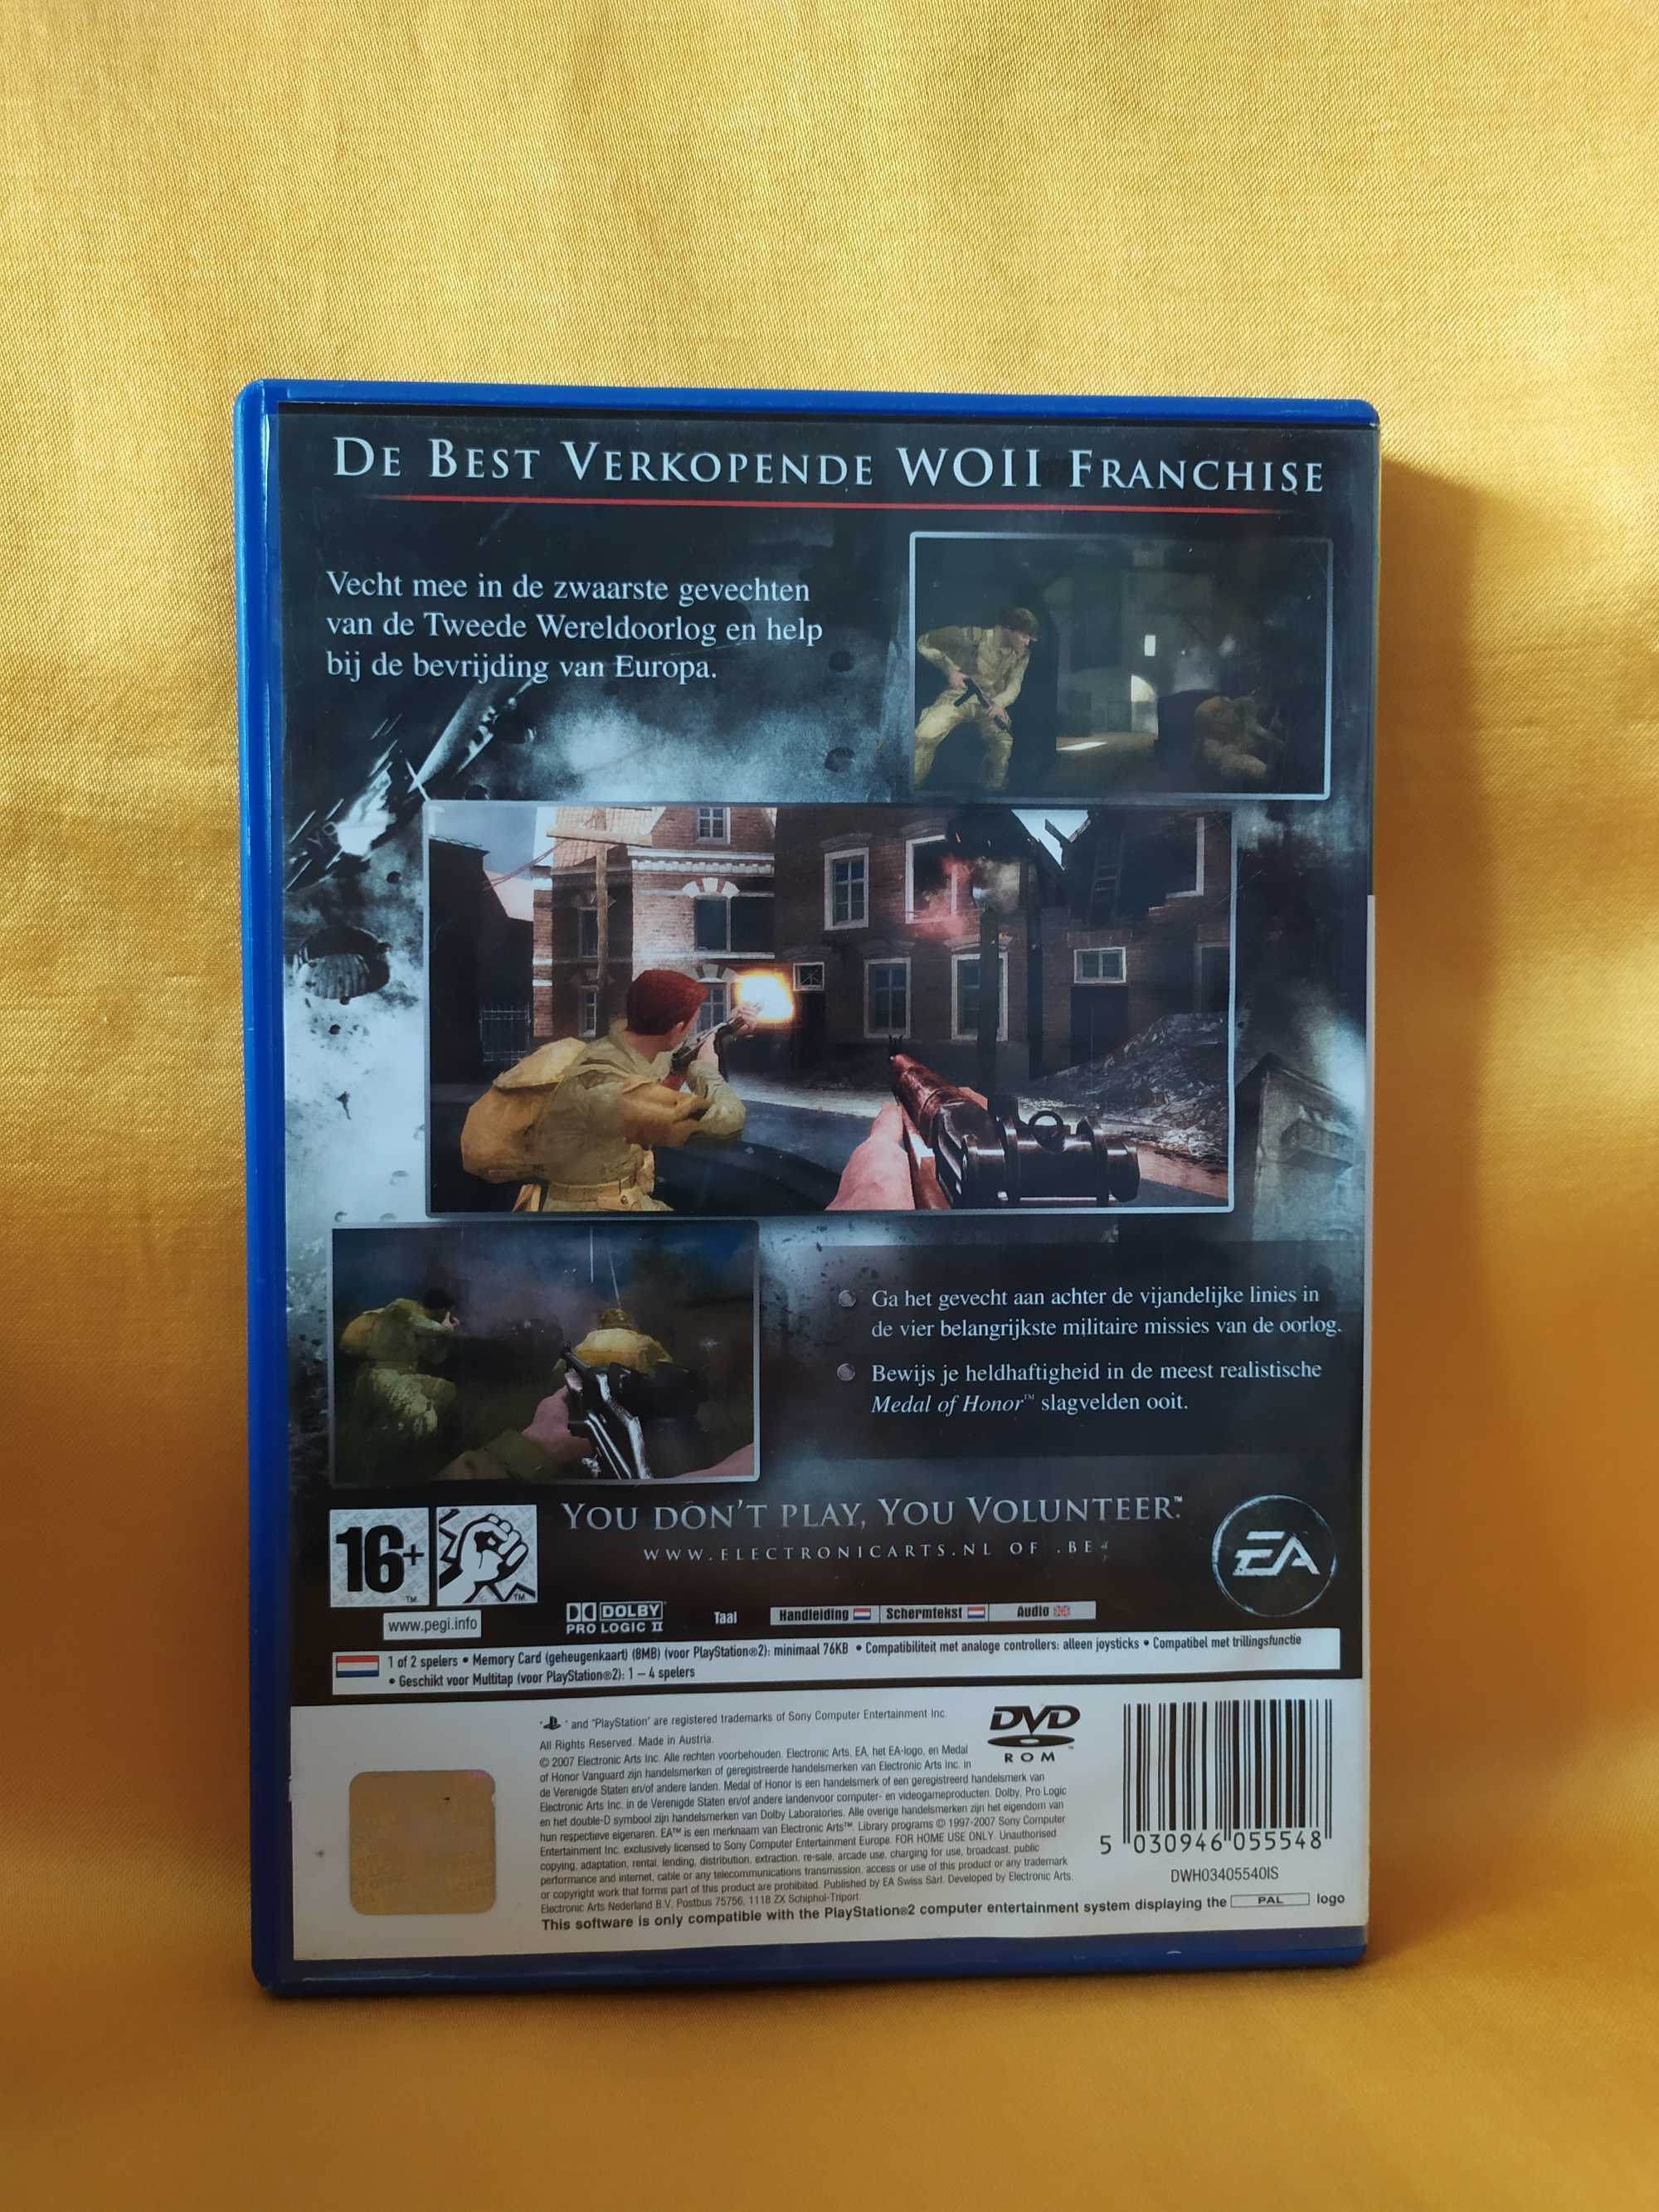 DE BEST VERKOPENDE WOII FRANCHISE
Vecht mee in de zwaarste gevechten
van de Tweede Wereldoorlog en help
bij de bevrijding van Europa.
Ga het gevecht aan achter de vijandelijke linies in
de vier belangrijkste militaire missies van de oorlog.
Bewijs je heldhaftigheid in de meest realistische
Medal of Honor™ slagvelden ooit.
YOU DON'T PLAY, YOU VOLUNTEER.™
WWW.ELECTRONICARTS.NL OF .BE
EA
16+
™ ™
www.pegi.info
DOLBY
PRO LOGIC II
Taal Handleiding Schermtekst Audio
1 of 2 spelers • Memory Card (geheugenkaart) (8MB) (voor PlayStation®2): minimaal 76KB • Compatibiliteit met analoge controllers: alleen joysticks • Compatibel met trillingsfunctie
• Geschikt voor Multitap (voor PlayStation®2): 1 – 4 spelers
" " and "PlayStation" are registered trademarks of Sony Computer Entertainment Inc.
All Rights Reserved. Made in Austria.
© 2007 Electronic Arts Inc. Alle rechten voorbehouden. Electronic Arts, EA, het EA-logo, en Medal
of Honor Vanguard zijn handelsmerken of geregistreerde handelsmerken van Electronic Arts Inc. in
de Verenigde Staten en/of andere landen. Medal of Honor is een handelsmerk of een geregistreerd handelsmerk van
Electronic Arts Inc. in de Verenigde Staten en/of andere landenvoor computer- en videogameproducten. Dolby, Pro Logic
en het double-D symbool zijn handelsmerken van Dolby Laboratories. Alle overige handelsmerken zijn het eigendom van
hun respectieve eigenaren. EA™ is een merknaam van Electronic Arts™. Library programs © 1997-2007 Sony Computer
Entertainment Inc. exclusively licensed to Sony Computer Entertainment Europe. FOR HOME USE ONLY. Unauthorised
copying, adaptation, rental, lending, distribution, extraction, re-sale, arcade use, charging for use, broadcast, public
performance and internet, cable or any telecommunications transmission, access or use of this product or any trademark
or copyright work that forms part of this product are prohibited. Published by EA Swiss Sàrl. Developed by Electronic Arts.
Electronic Arts Nederland B.V. Postbus 75756, 1118 ZX Schiphol-Triport.
This software is only compatible with the PlayStation®2 computer entertainment system displaying the PAL logo
DVD
ROM
5 030946 055548
DWH03405540IS